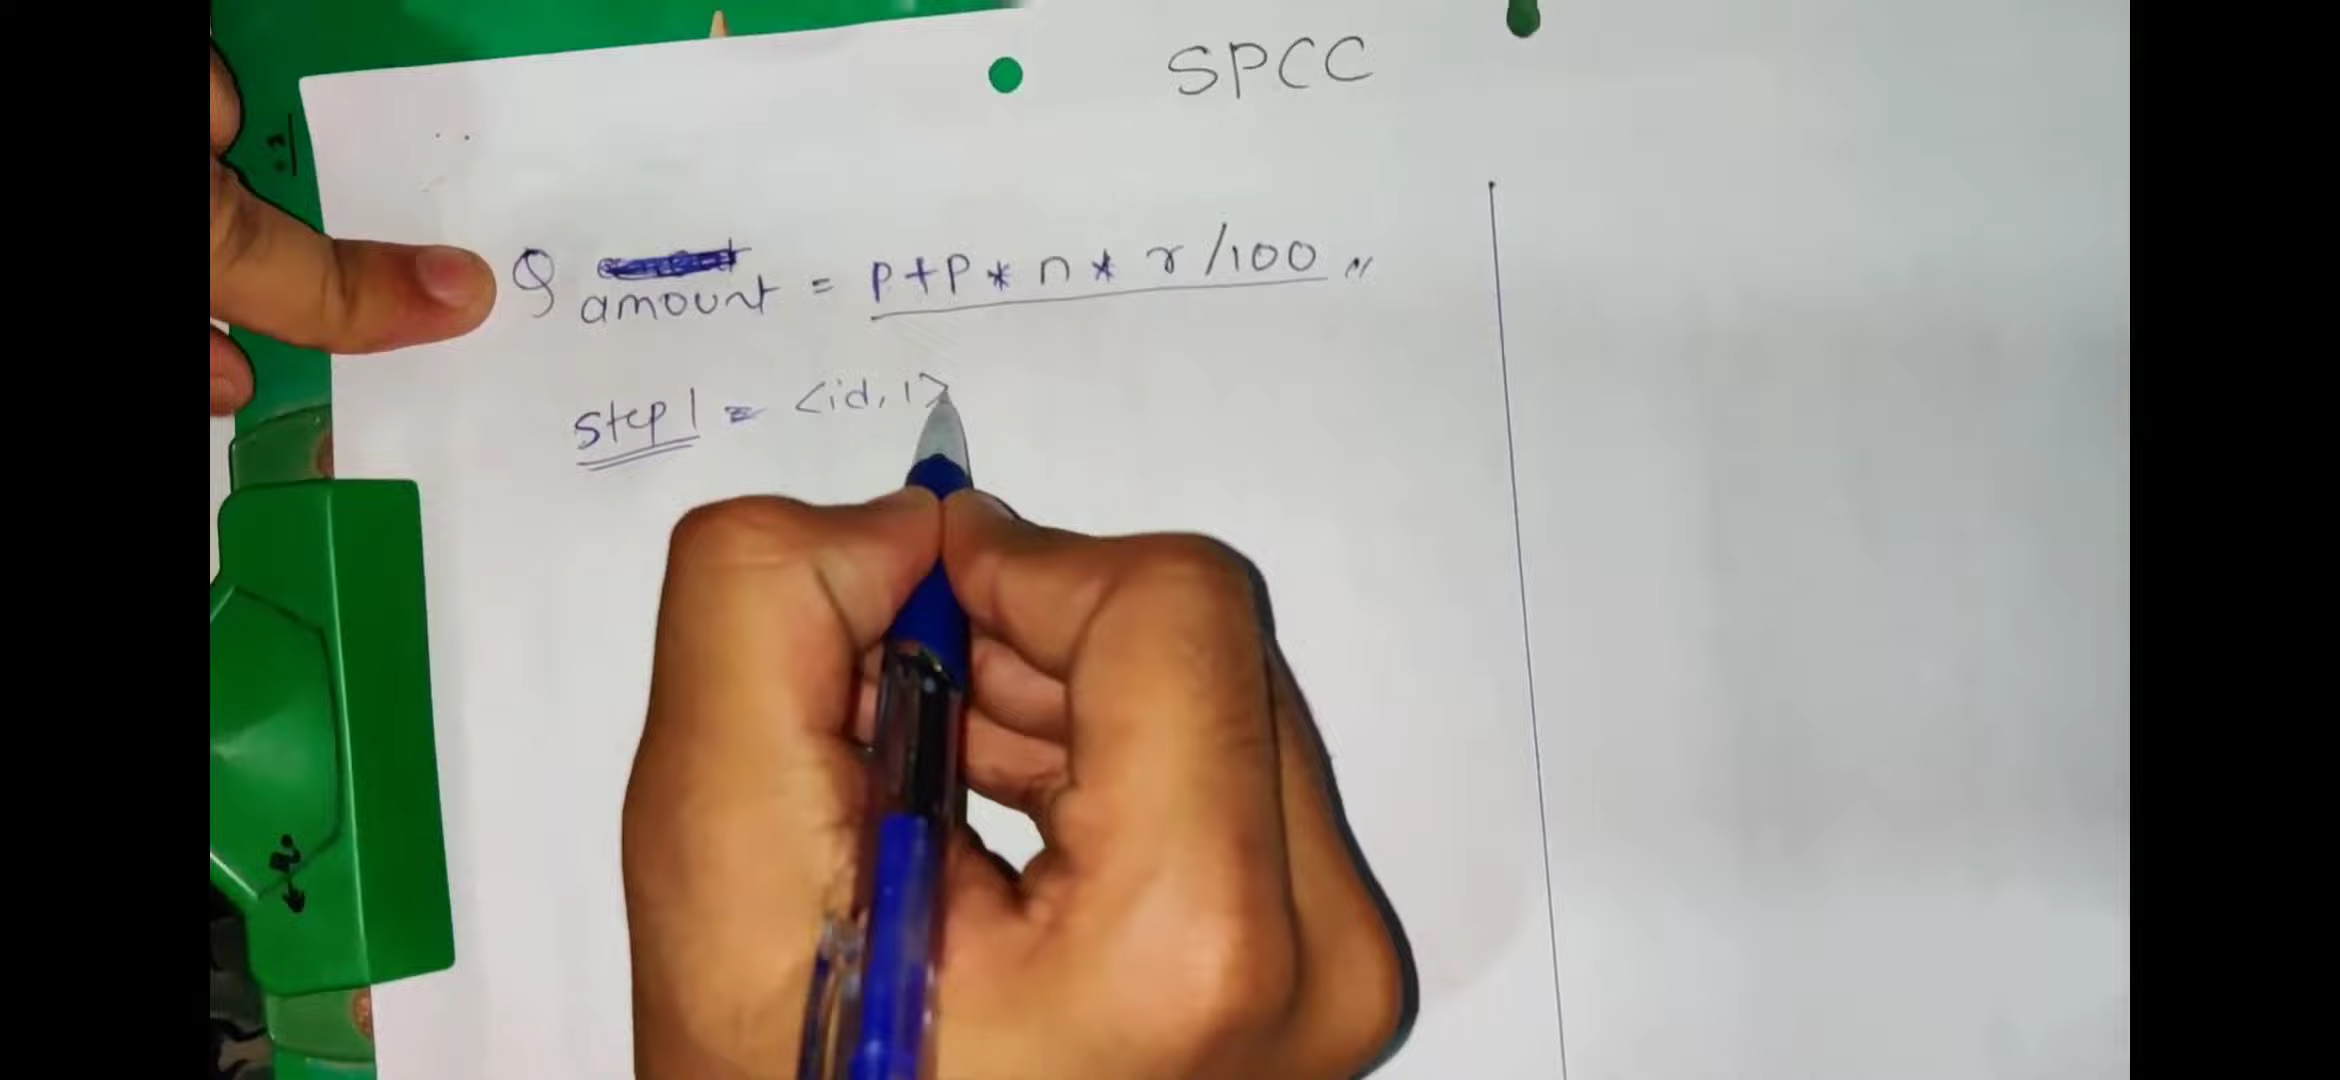 SPCC
Q amount = p+p * n * r /100 "
step 1 = <id, 1>